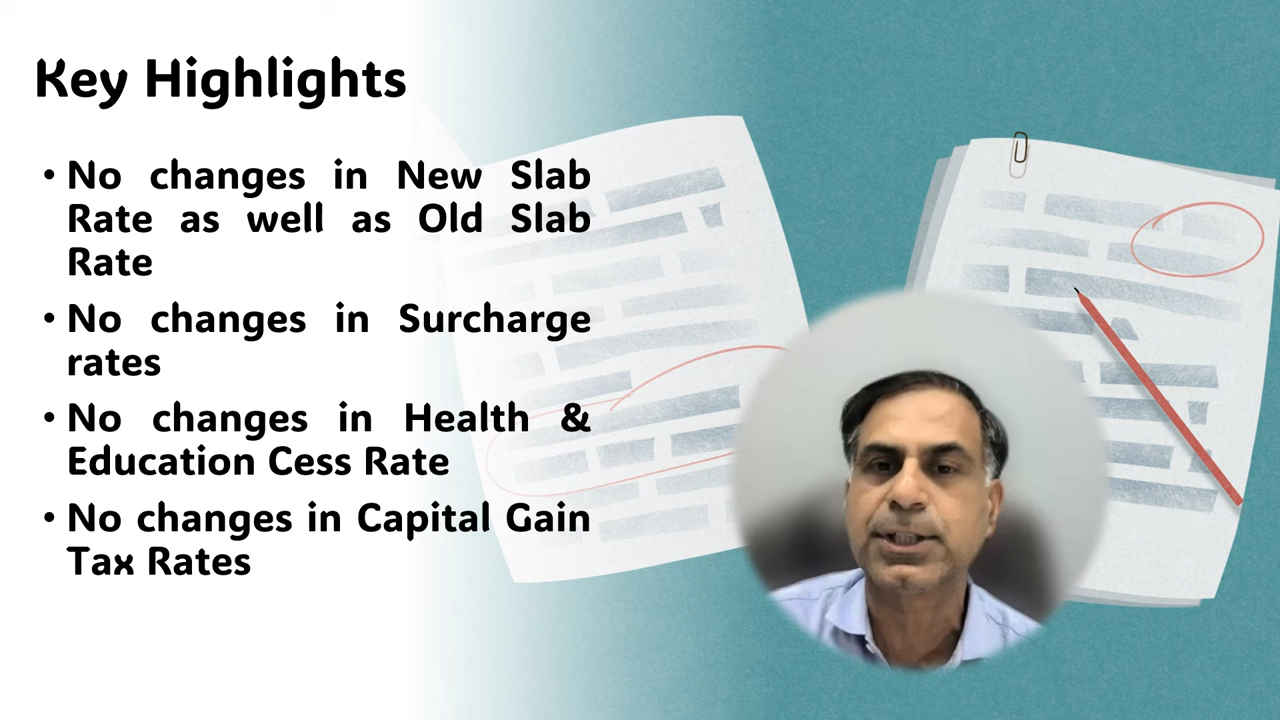 Key Highlights
• No changes in New Slab
Rate as well as Old Slab
Rate
• No changes in Surcharge
rates
• No changes in Health &
Education Cess Rate
• No changes in Capital Gain
Tax Rates